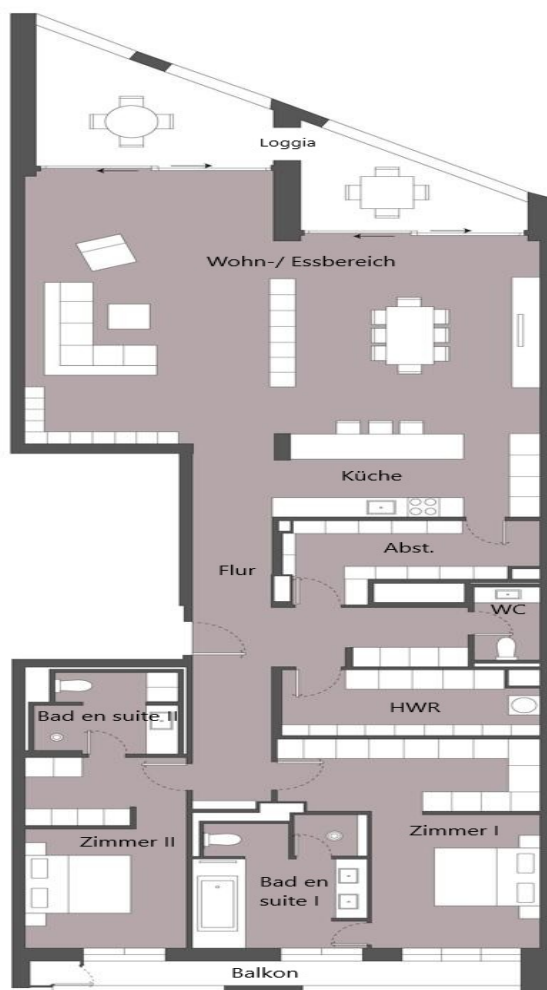 Loggia
Wohn-/ Essbereich
Küche
Abst.
Flur
WC
HWR
Bad en suite II
Zimmer II
Zimmer I
Bad en
suite I
Balkon